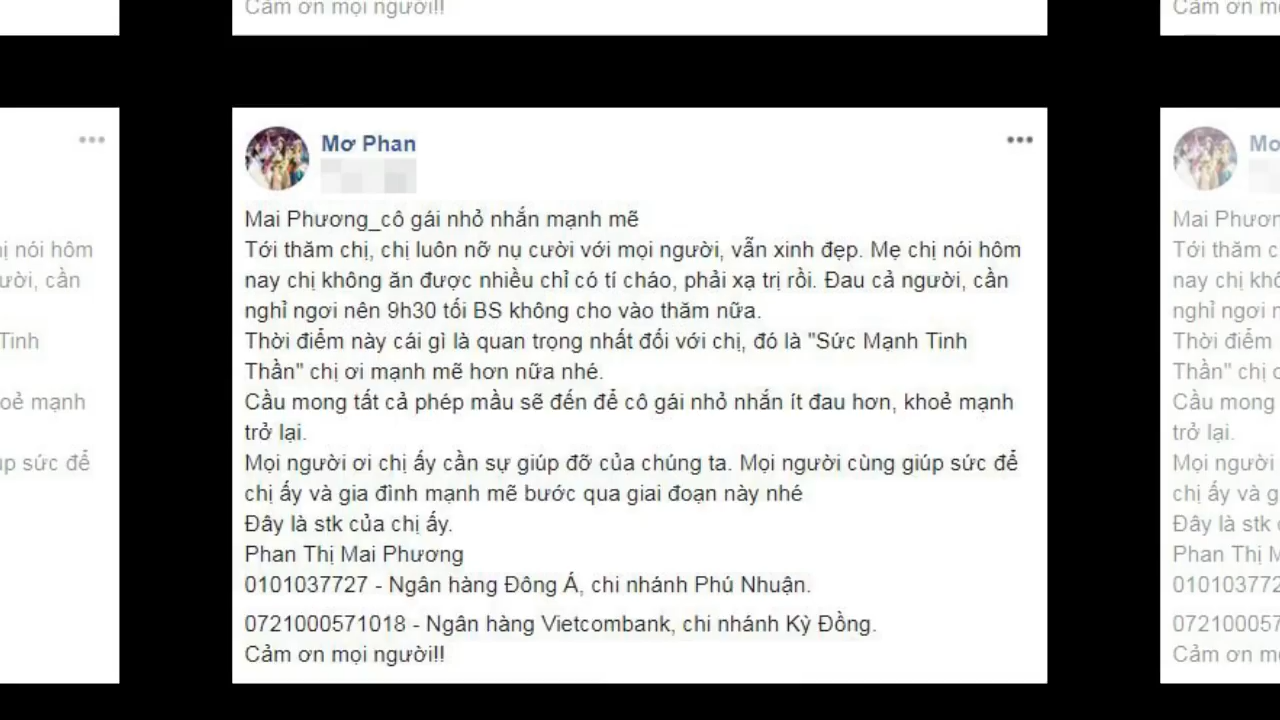 Cảm ơn mọi người!!
Mơ Phan
Mai Phương_cô gái nhỏ nhắn mạnh mẽ
Tới thăm chị, chị luôn nỡ nụ cười với mọi người, vẫn xinh đẹp. Mẹ chị nói hôm
nay chị không ăn được nhiều chỉ có tí cháo, phải xạ trị rồi. Đau cả người, cần
nghỉ ngơi nên 9h30 tối BS không cho vào thăm nữa.
Thời điểm này cái gì là quan trọng nhất đối với chị, đó là "Sức Mạnh Tinh
Thần" chị ơi mạnh mẽ hơn nữa nhé.
Cầu mong tất cả phép mầu sẽ đến để cô gái nhỏ nhắn ít đau hơn, khoẻ mạnh
trở lại.
Mọi người ơi chị ấy cần sự giúp đỡ của chúng ta. Mọi người cùng giúp sức để
chị ấy và gia đình mạnh mẽ bước qua giai đoạn này nhé
Đây là stk của chị ấy.
Phan Thị Mai Phương
0101037727 - Ngân hàng Đông Á, chi nhánh Phú Nhuận.
0721000571018 - Ngân hàng Vietcombank, chi nhánh Kỳ Đồng.
Cảm ơn mọi người!!